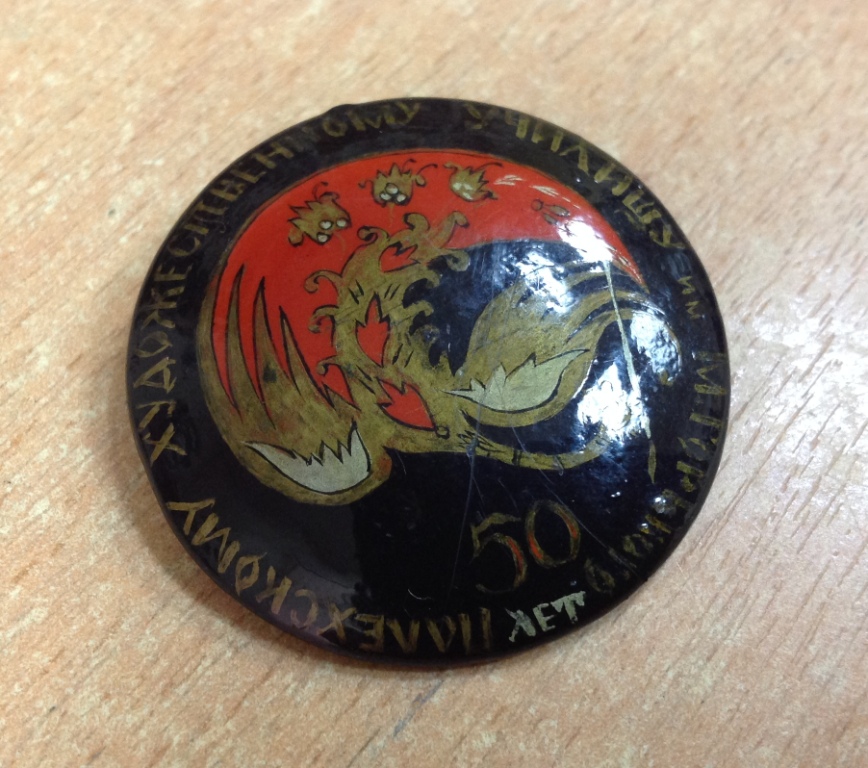 ПАЛЕХСКОМУ ХУДОЖЕСТВЕННОМУ УЧИЛИЩУ им. М.ГОРЬКОГО
50
ЛЕТ